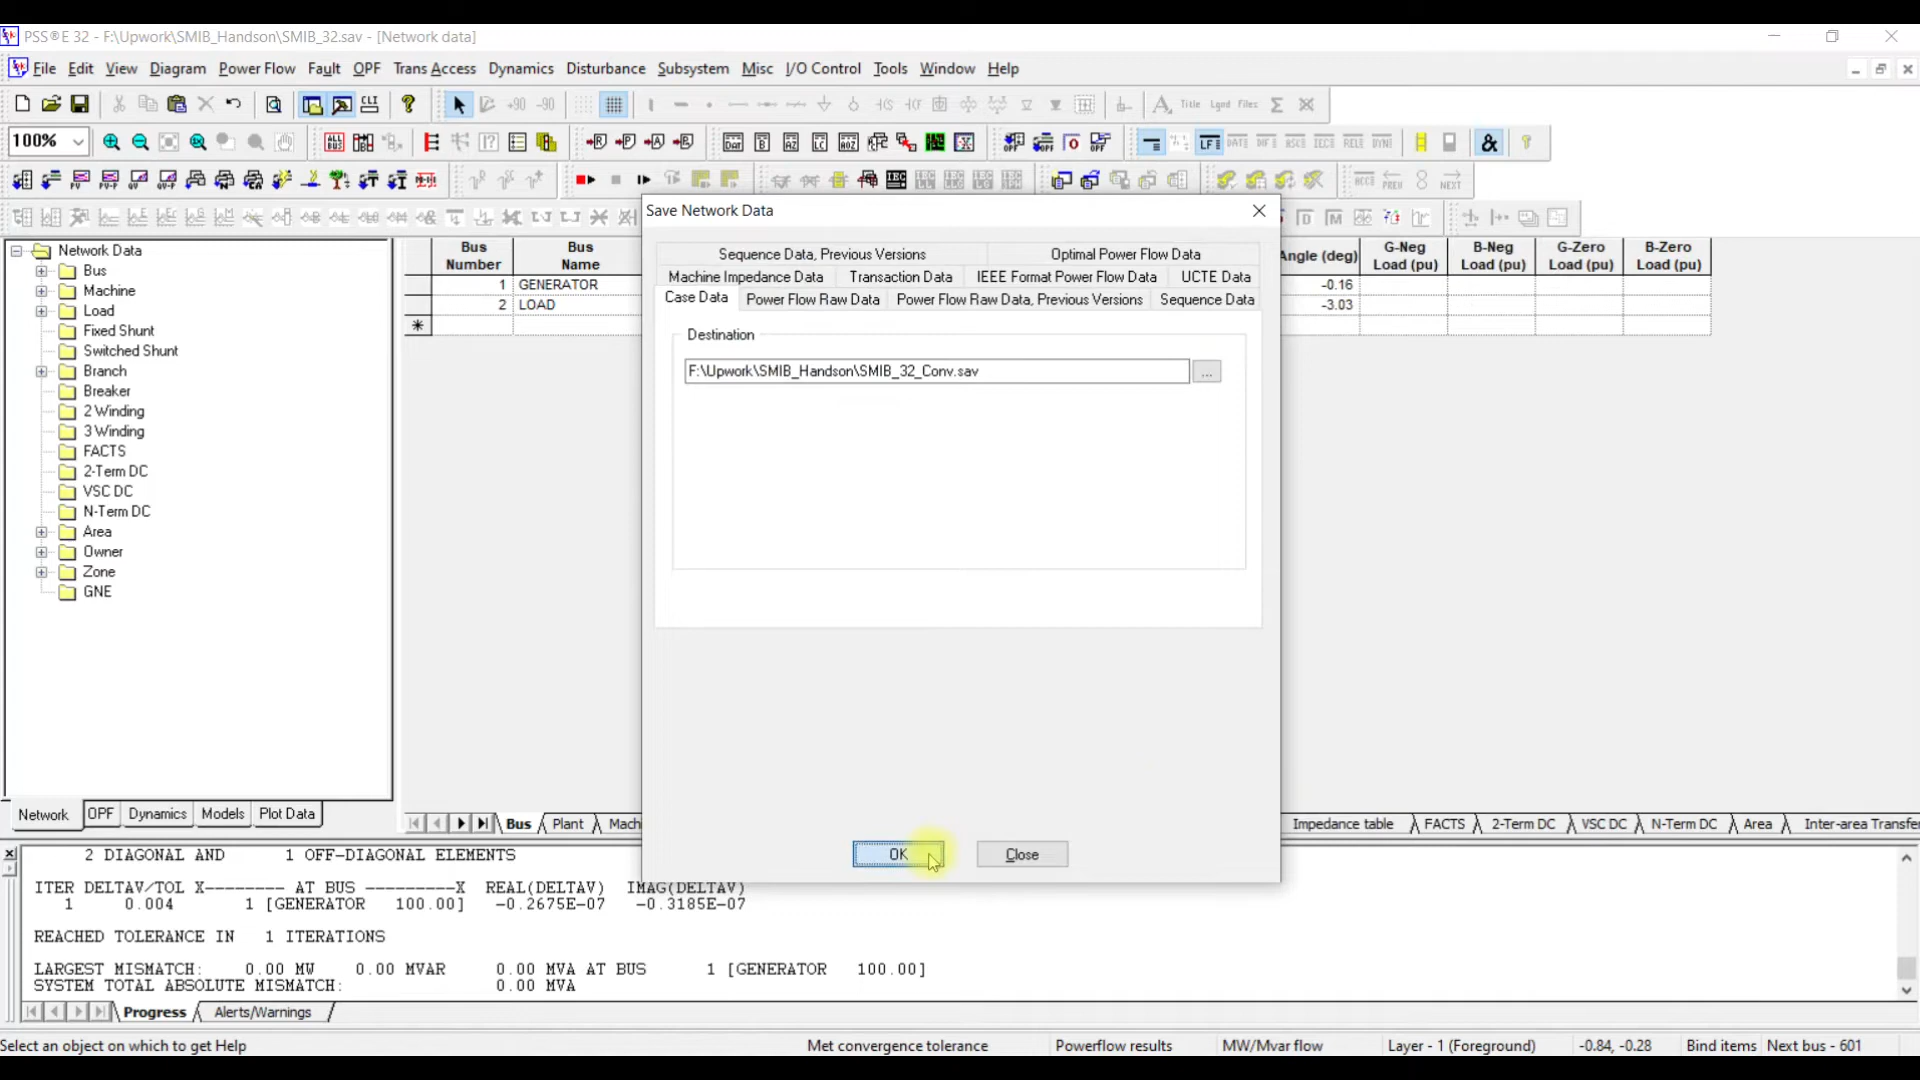 PSS®E 32 - F:\Upwork\SMIB_Handson\SMIB_32.sav - [Network data]
File Edit View Diagram Power Flow Fault OPF Trans Access Dynamics Disturbance Subsystem Misc I/O Control Tools Window Help
CLI +90 -90 Title Lgnd Files
100%
Save Network Data
Sequence Data, Previous Versions Optimal Power Flow Data
Machine Impedance Data Transaction Data IEEE Format Power Flow Data UCTE Data
Case Data Power Flow Raw Data Power Flow Raw Data, Previous Versions Sequence Data
Destination
F:\Upwork\SMIB_Handson\SMIB_32_Conv.sav ...
OK Close
Network Data
Bus
Machine
Load
Fixed Shunt
Switched Shunt
Branch
Breaker
2 Winding
3 Winding
FACTS
2-Term DC
VSC DC
N-Term DC
Area
Owner
Zone
GNE
Network OPF Dynamics Models Plot Data
Bus Number Bus Name Angle (deg) G-Neg Load (pu) B-Neg Load (pu) G-Zero Load (pu) B-Zero Load (pu)
1 GENERATOR -0.16
2 LOAD -3.03
Bus Plant Machi Impedance table FACTS 2-Term DC VSC DC N-Term DC Area Inter-area Transfer
2 DIAGONAL AND 1 OFF-DIAGONAL ELEMENTS
ITER DELTAV/TOL X-------- AT BUS ---------X REAL(DELTAV) IMAG(DELTAV)
1 0.004 1 [GENERATOR 100.00] -0.2675E-07 -0.3185E-07
REACHED TOLERANCE IN 1 ITERATIONS
LARGEST MISMATCH: 0.00 MW 0.00 MVAR 0.00 MVA AT BUS 1 [GENERATOR 100.00]
SYSTEM TOTAL ABSOLUTE MISMATCH: 0.00 MVA
Progress Alerts/Warnings
Select an object on which to get Help Met convergence tolerance Powerflow results MW/Mvar flow Layer - 1 (Foreground) -0.84, -0.28 Bind items Next bus - 601